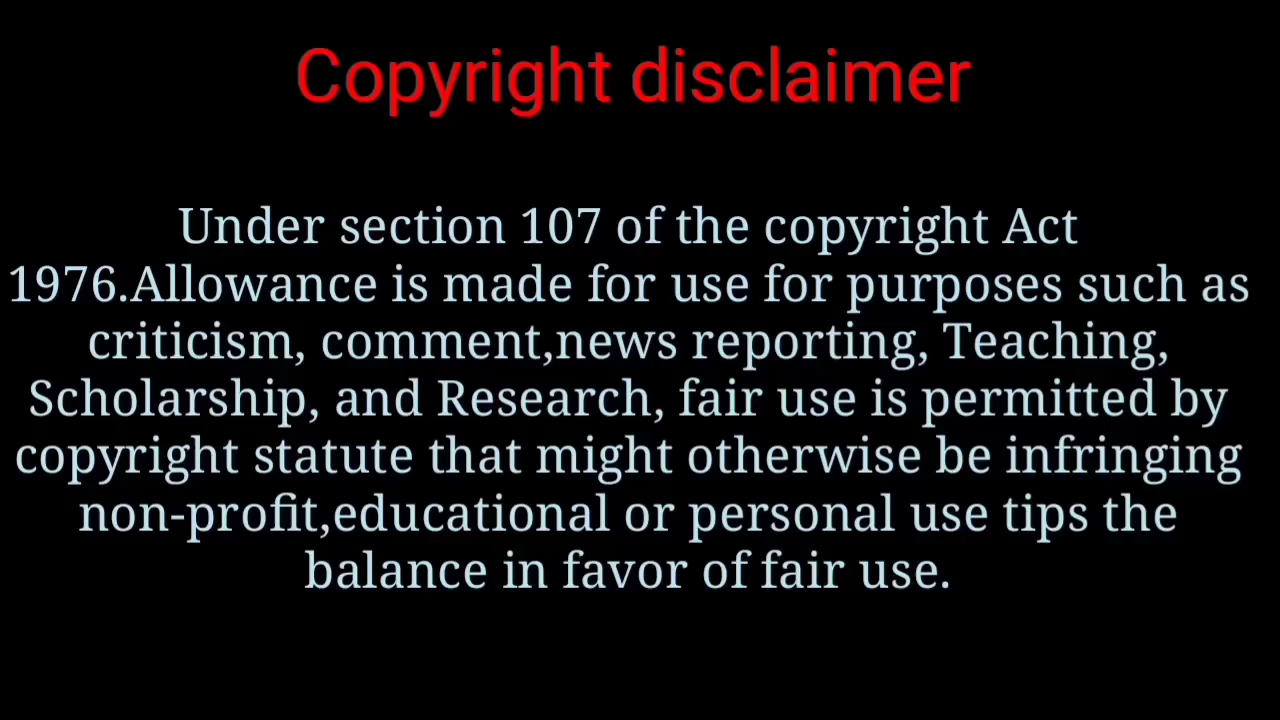 Copyright disclaimer
Under section 107 of the copyright Act
1976.Allowance is made for use for purposes such as
criticism, comment,news reporting, Teaching,
Scholarship, and Research, fair use is permitted by
copyright statute that might otherwise be infringing
non-profit,educational or personal use tips the
balance in favor of fair use.